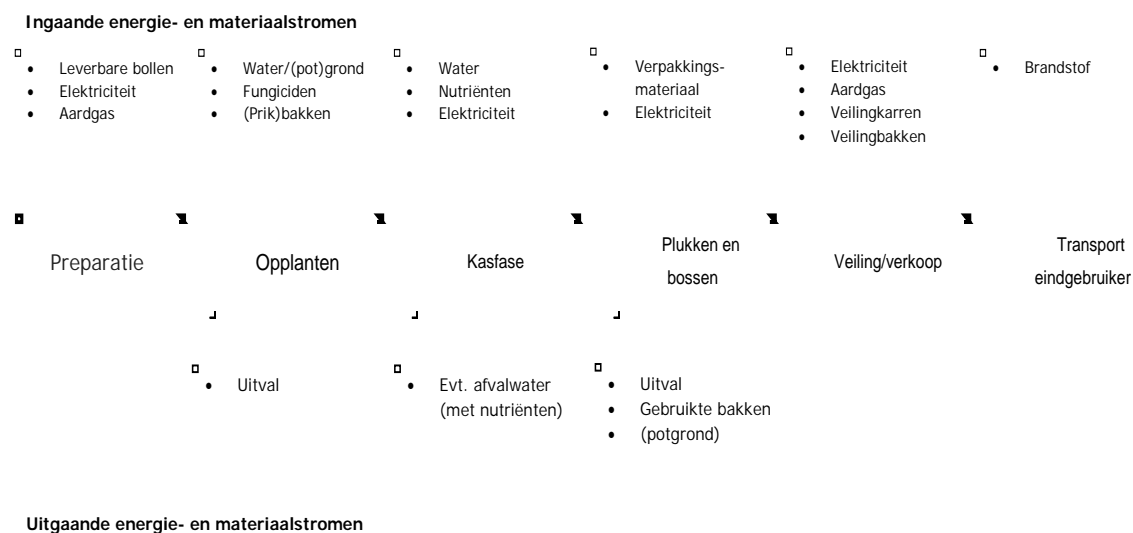 Ingaande energie- en materiaalstromen
• Leverbare bollen
• Elektriciteit
• Aardgas
• Water/(pot)grond
• Fungiciden
• (Prik)bakken
• Water
• Nutriënten
• Elektriciteit
• Verpakkings-
materiaal
• Elektriciteit
• Elektriciteit
• Aardgas
• Veilingkarren
• Veilingbakken
• Brandstof
Preparatie
Opplanten
Kasfase
Plukken en
bossen
Veiling/verkoop
Transport
eindgebruiker
• Uitval
• Evt. afvalwater
(met nutriënten)
• Uitval
• Gebruikte bakken
• (potgrond)
Uitgaande energie- en materiaalstromen